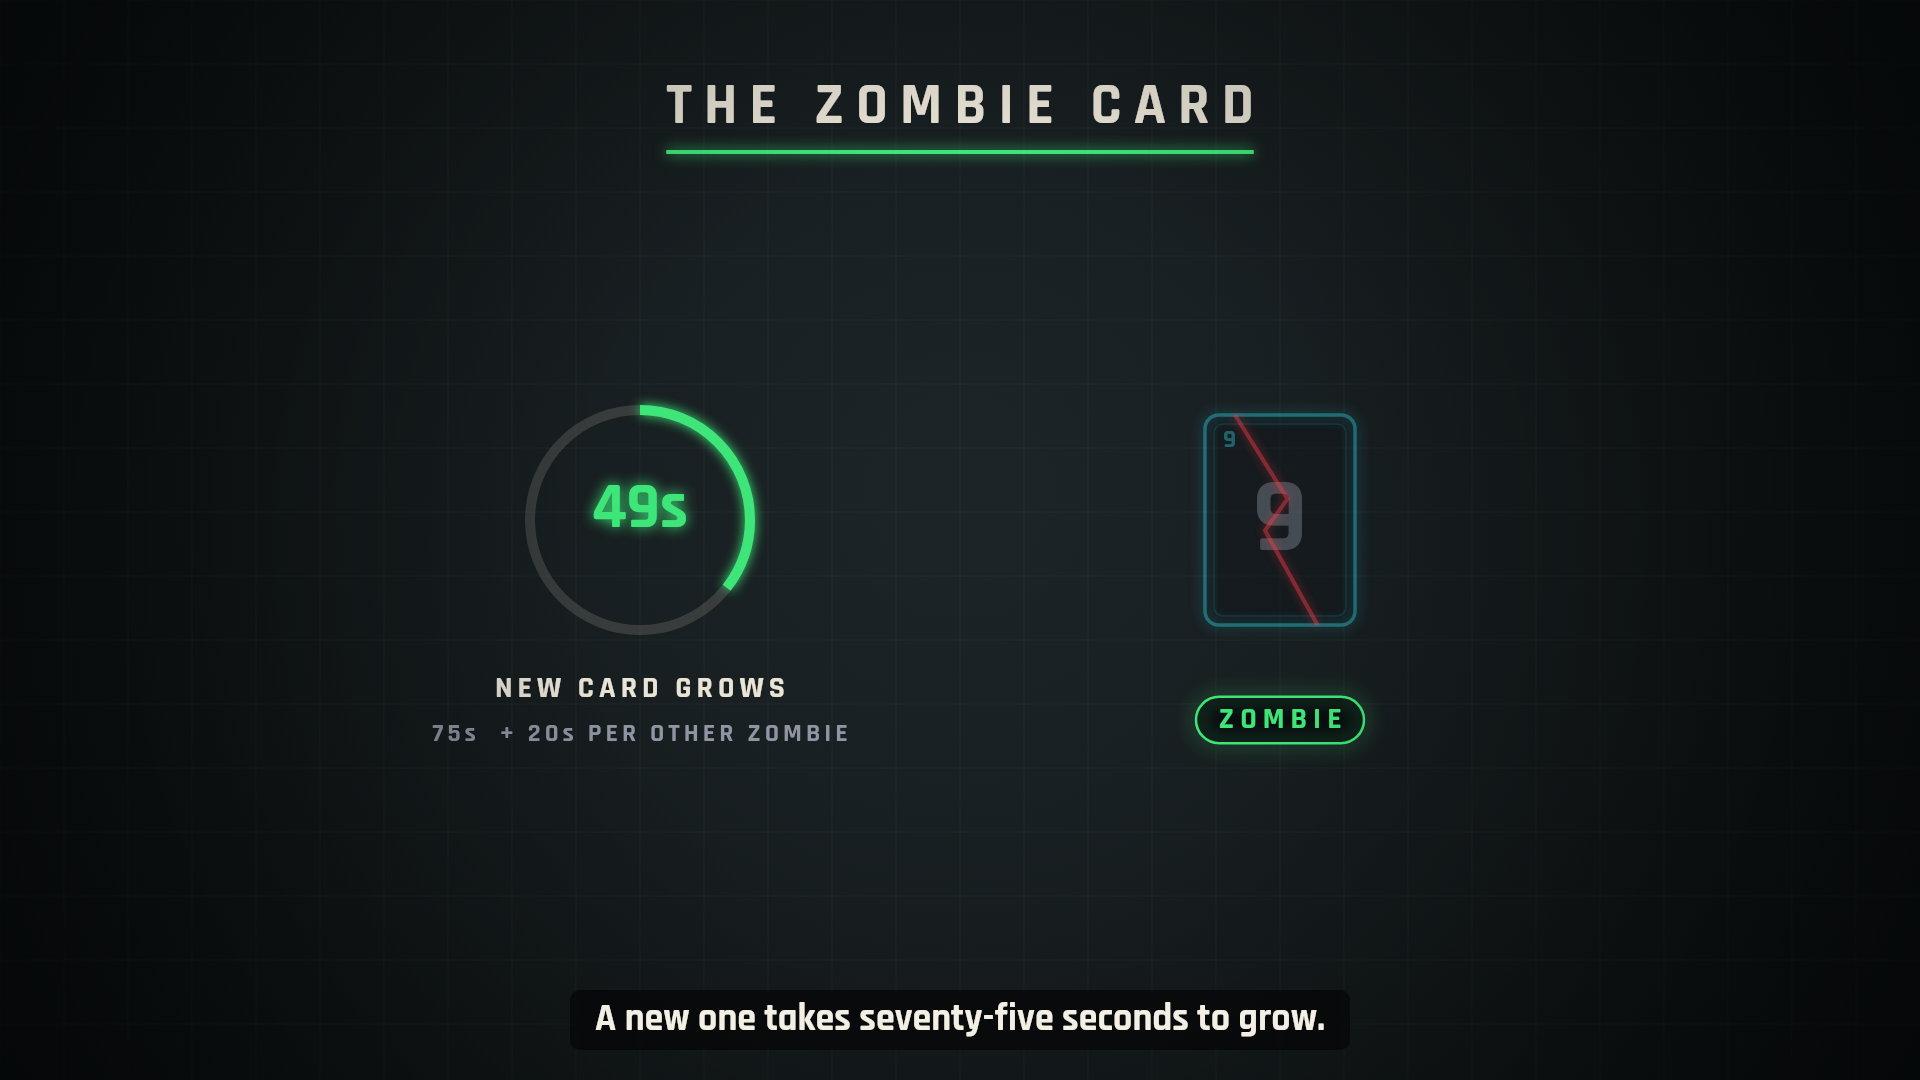 THE ZOMBIE CARD
49s
9
9
NEW CARD GROWS
75s + 20s PER OTHER ZOMBIE
ZOMBIE
A new one takes seventy-five seconds to grow.